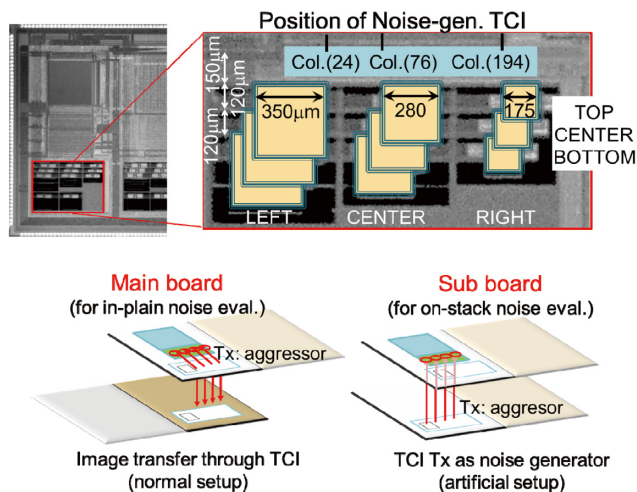 Position of Noise-gen. TCI
Col.(24) Col.(76) Col.(194)
150μm
120μm
120μm
350μm
280
175
TOP
CENTER
BOTTOM
LEFT
CENTER
RIGHT
Main board
(for in-plain noise eval.)
Tx: aggressor
Image transfer through TCI
(normal setup)
Sub board
(for on-stack noise eval.)
Tx: aggresor
TCI Tx as noise generator
(artificial setup)